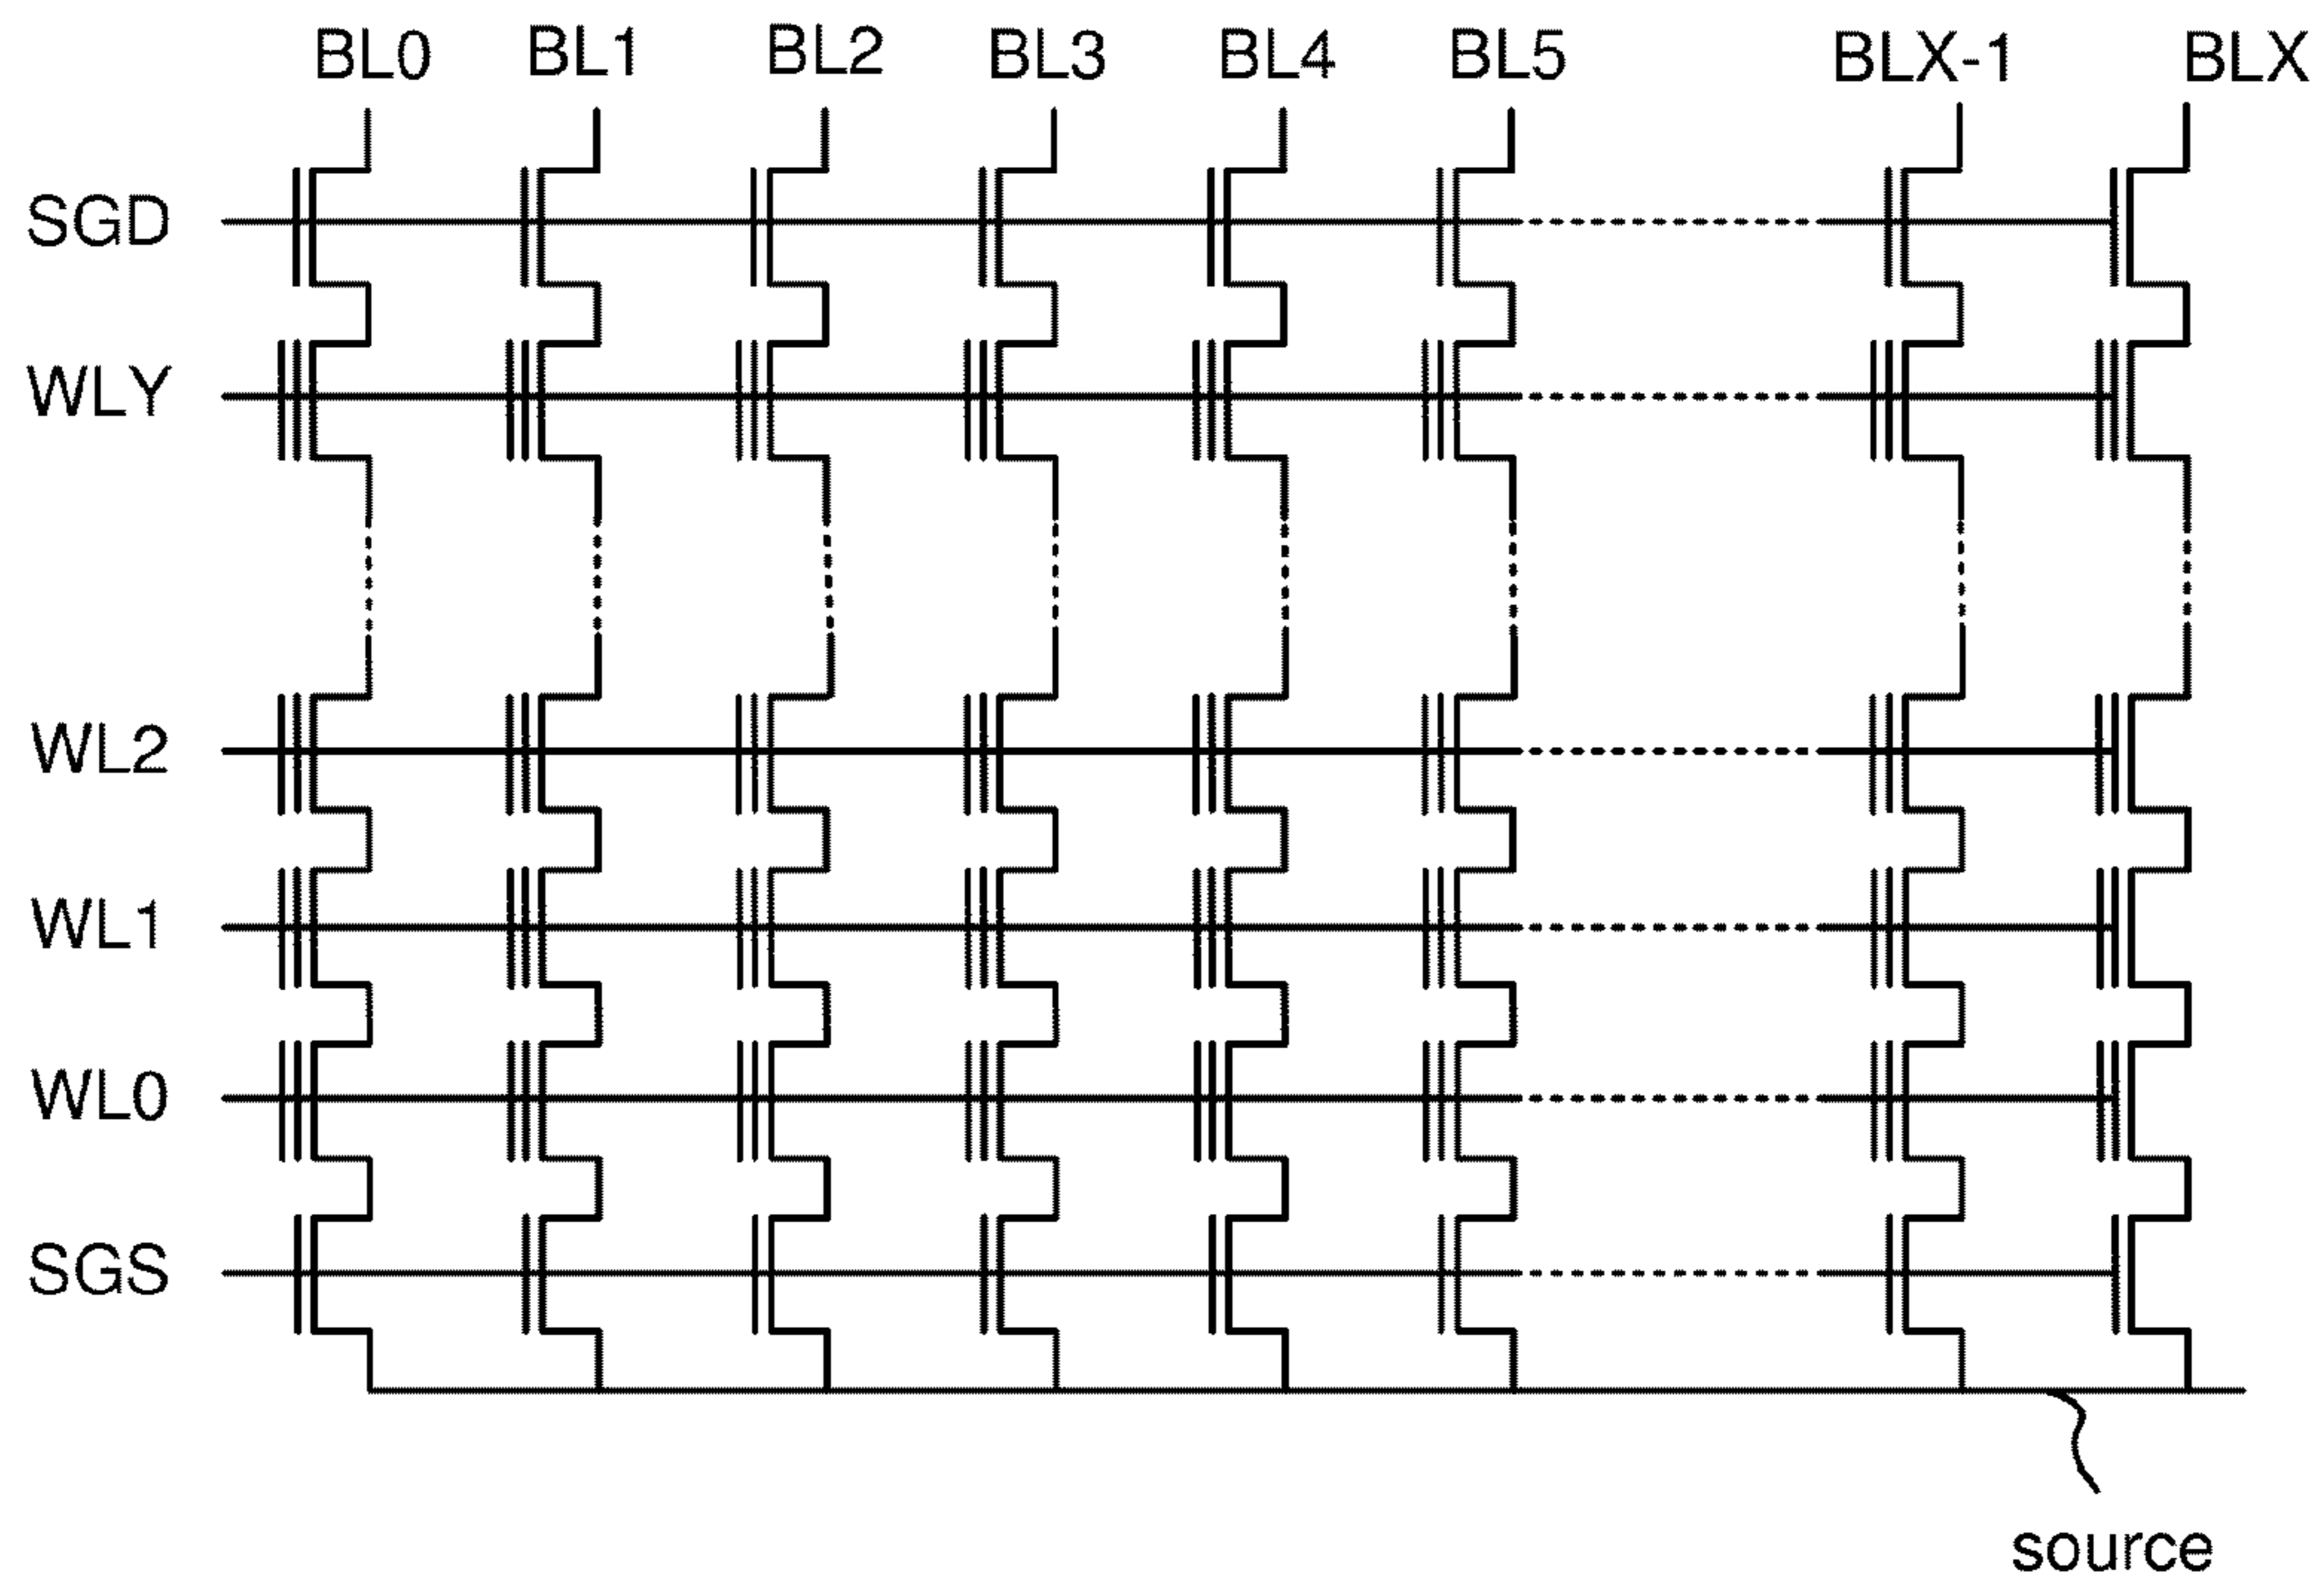 BL0 BL1 BL2 BL3 BL4 BL5 BLX-1 BLX
SGD
WLY
WL2
WL1
WL0
SGS
source